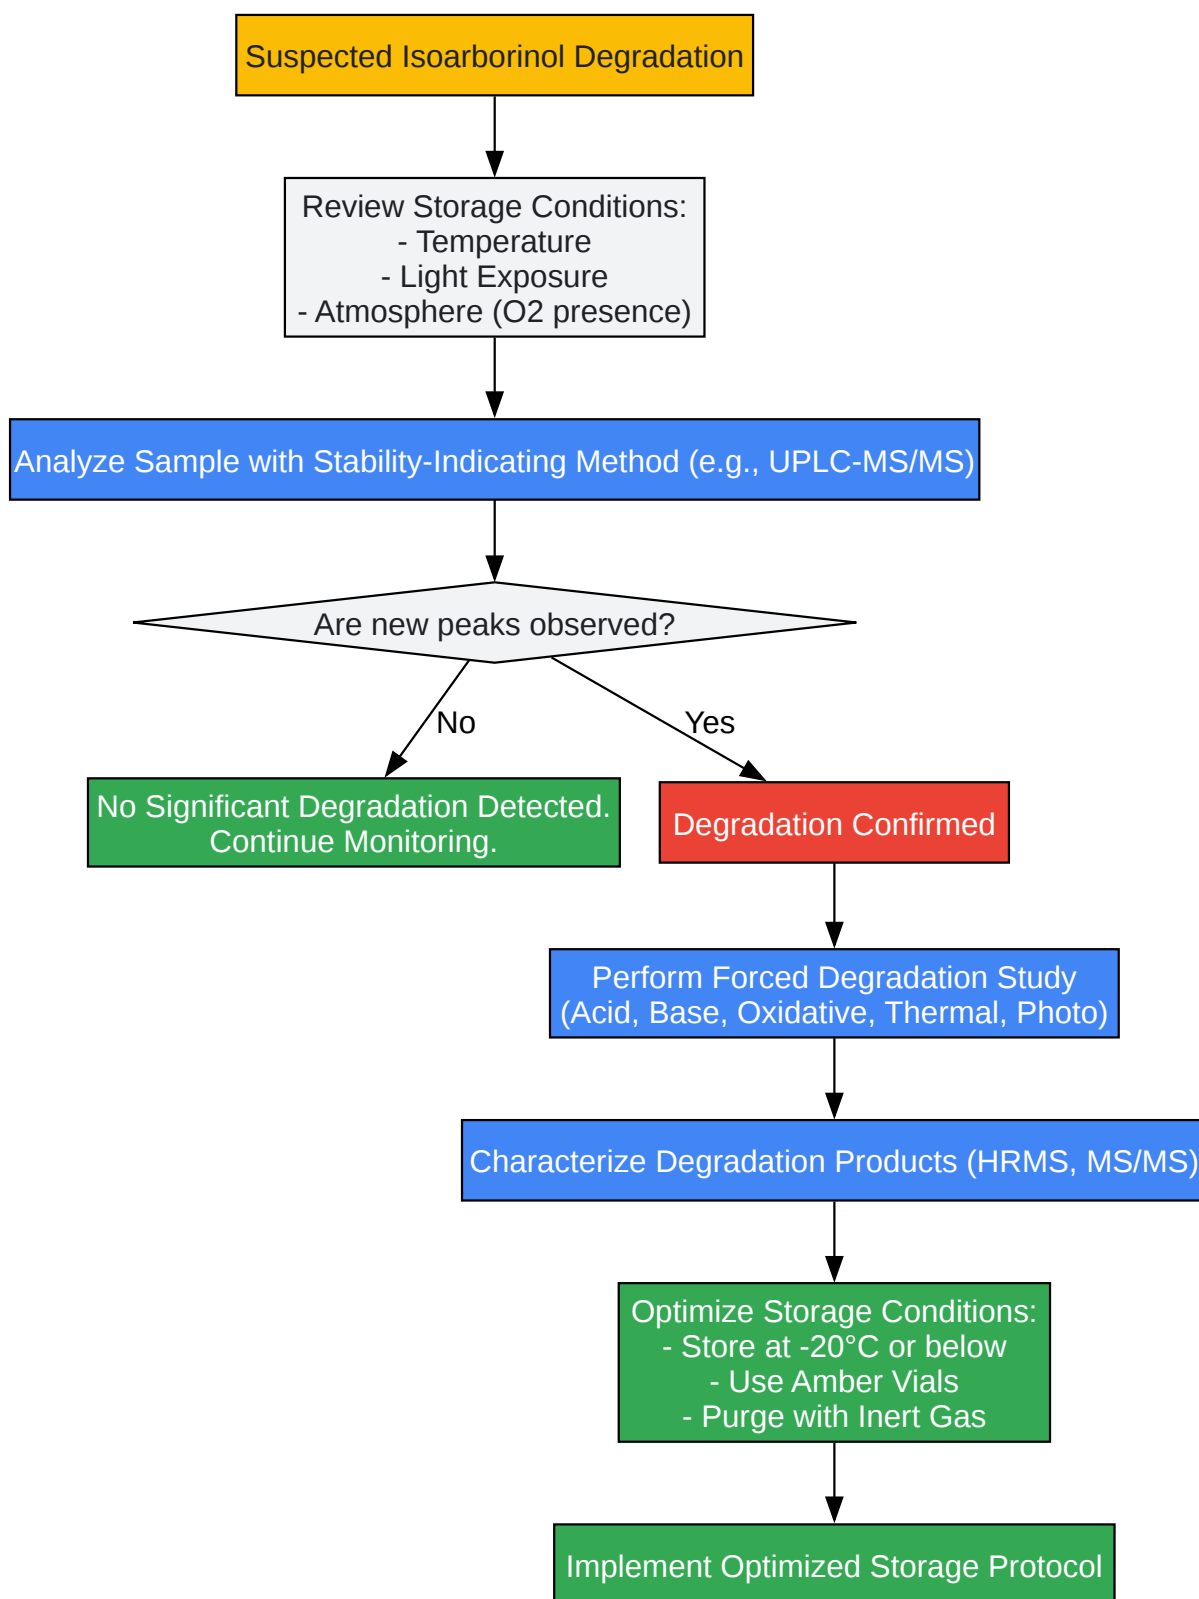 Suspected Isoarborinol Degradation
Review Storage Conditions:
- Temperature
- Light Exposure
- Atmosphere (O2 presence)
Analyze Sample with Stability-Indicating Method (e.g., UPLC-MS/MS)
Are new peaks observed?
No
Yes
No Significant Degradation Detected.
Continue Monitoring.
Degradation Confirmed
Perform Forced Degradation Study
(Acid, Base, Oxidative, Thermal, Photo)
Characterize Degradation Products (HRMS, MS/MS)
Optimize Storage Conditions:
- Store at -20°C or below
- Use Amber Vials
- Purge with Inert Gas
Implement Optimized Storage Protocol